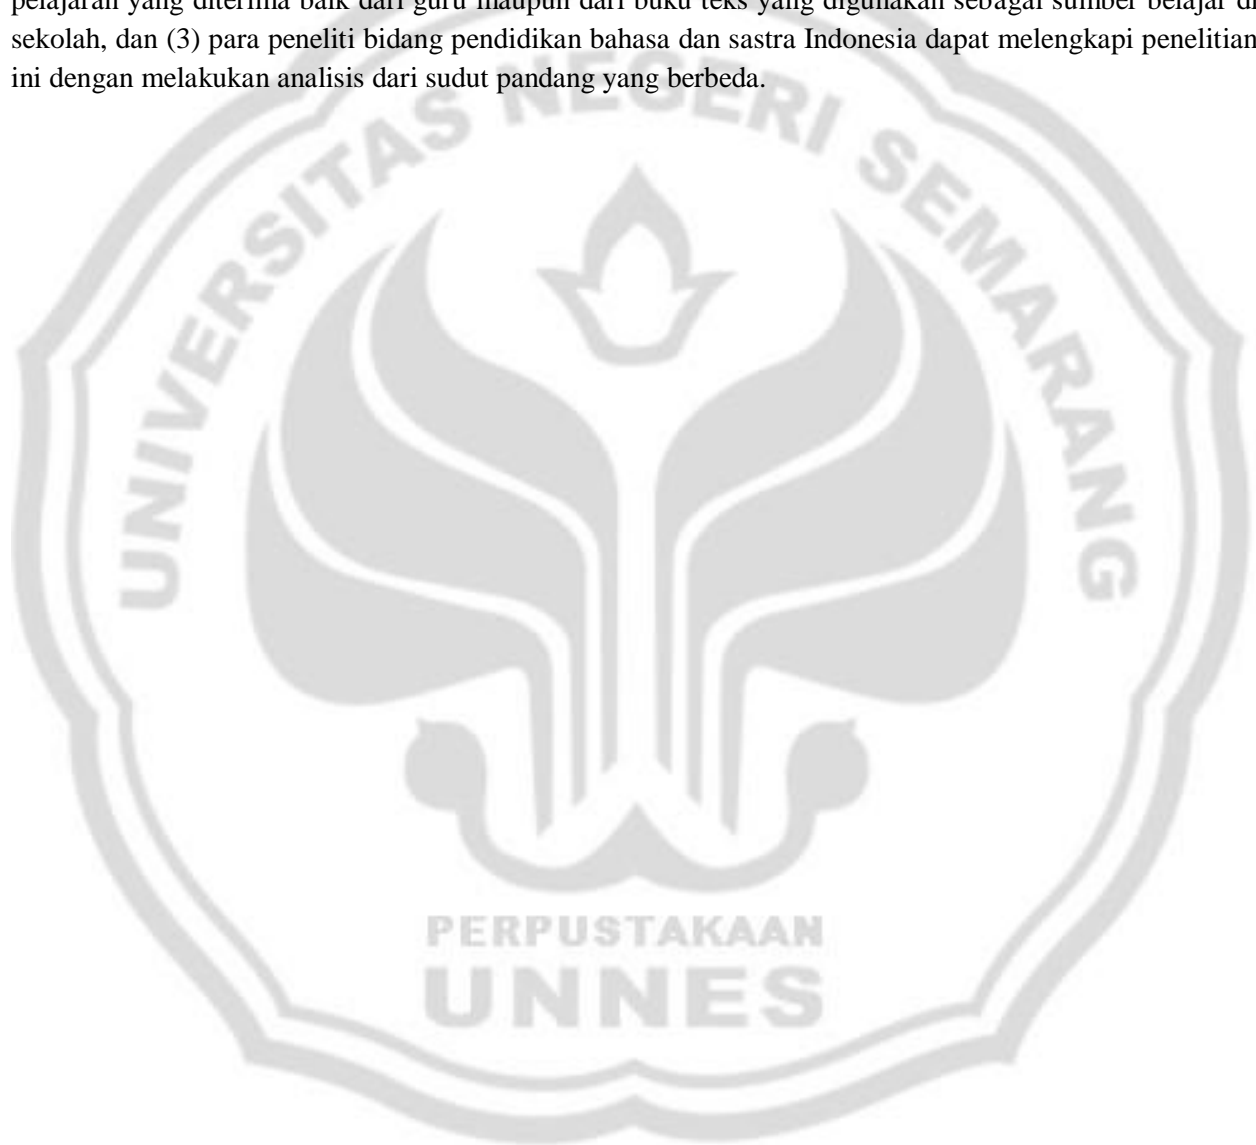 pelajaran yang diterima baik dari guru maupun dari buku teks yang digunakan sebagai sumber belajar di
sekolah, dan (3) para peneliti bidang pendidikan bahasa dan sastra Indonesia dapat melengkapi penelitian
ini dengan melakukan analisis dari sudut pandang yang berbeda.
UNIVERSITAS NEGERI SEMARANG
PERPUSTAKAAN
UNNES